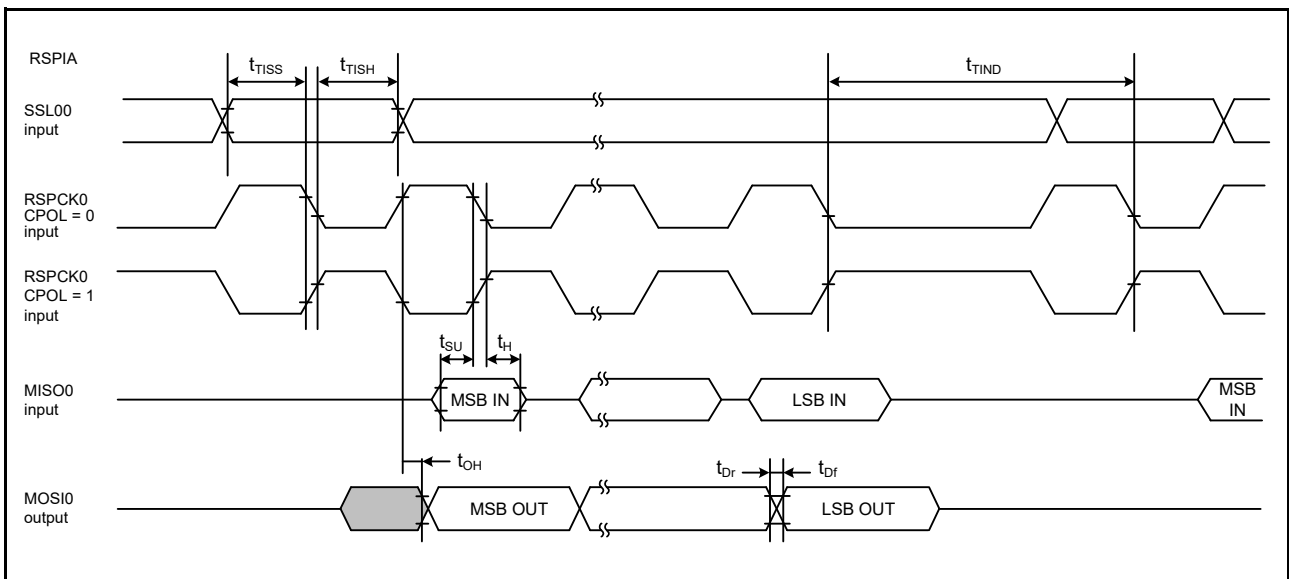 RSPIA
tTISS
tTISH
tTIND
SSL00
input
RSPCK0
CPOL = 0
input
RSPCK0
CPOL = 1
input
tSU
tH
MISO0
input
MSB IN
LSB IN
MSB
IN
tOH
tDr
tDf
MOSI0
output
MSB OUT
LSB OUT